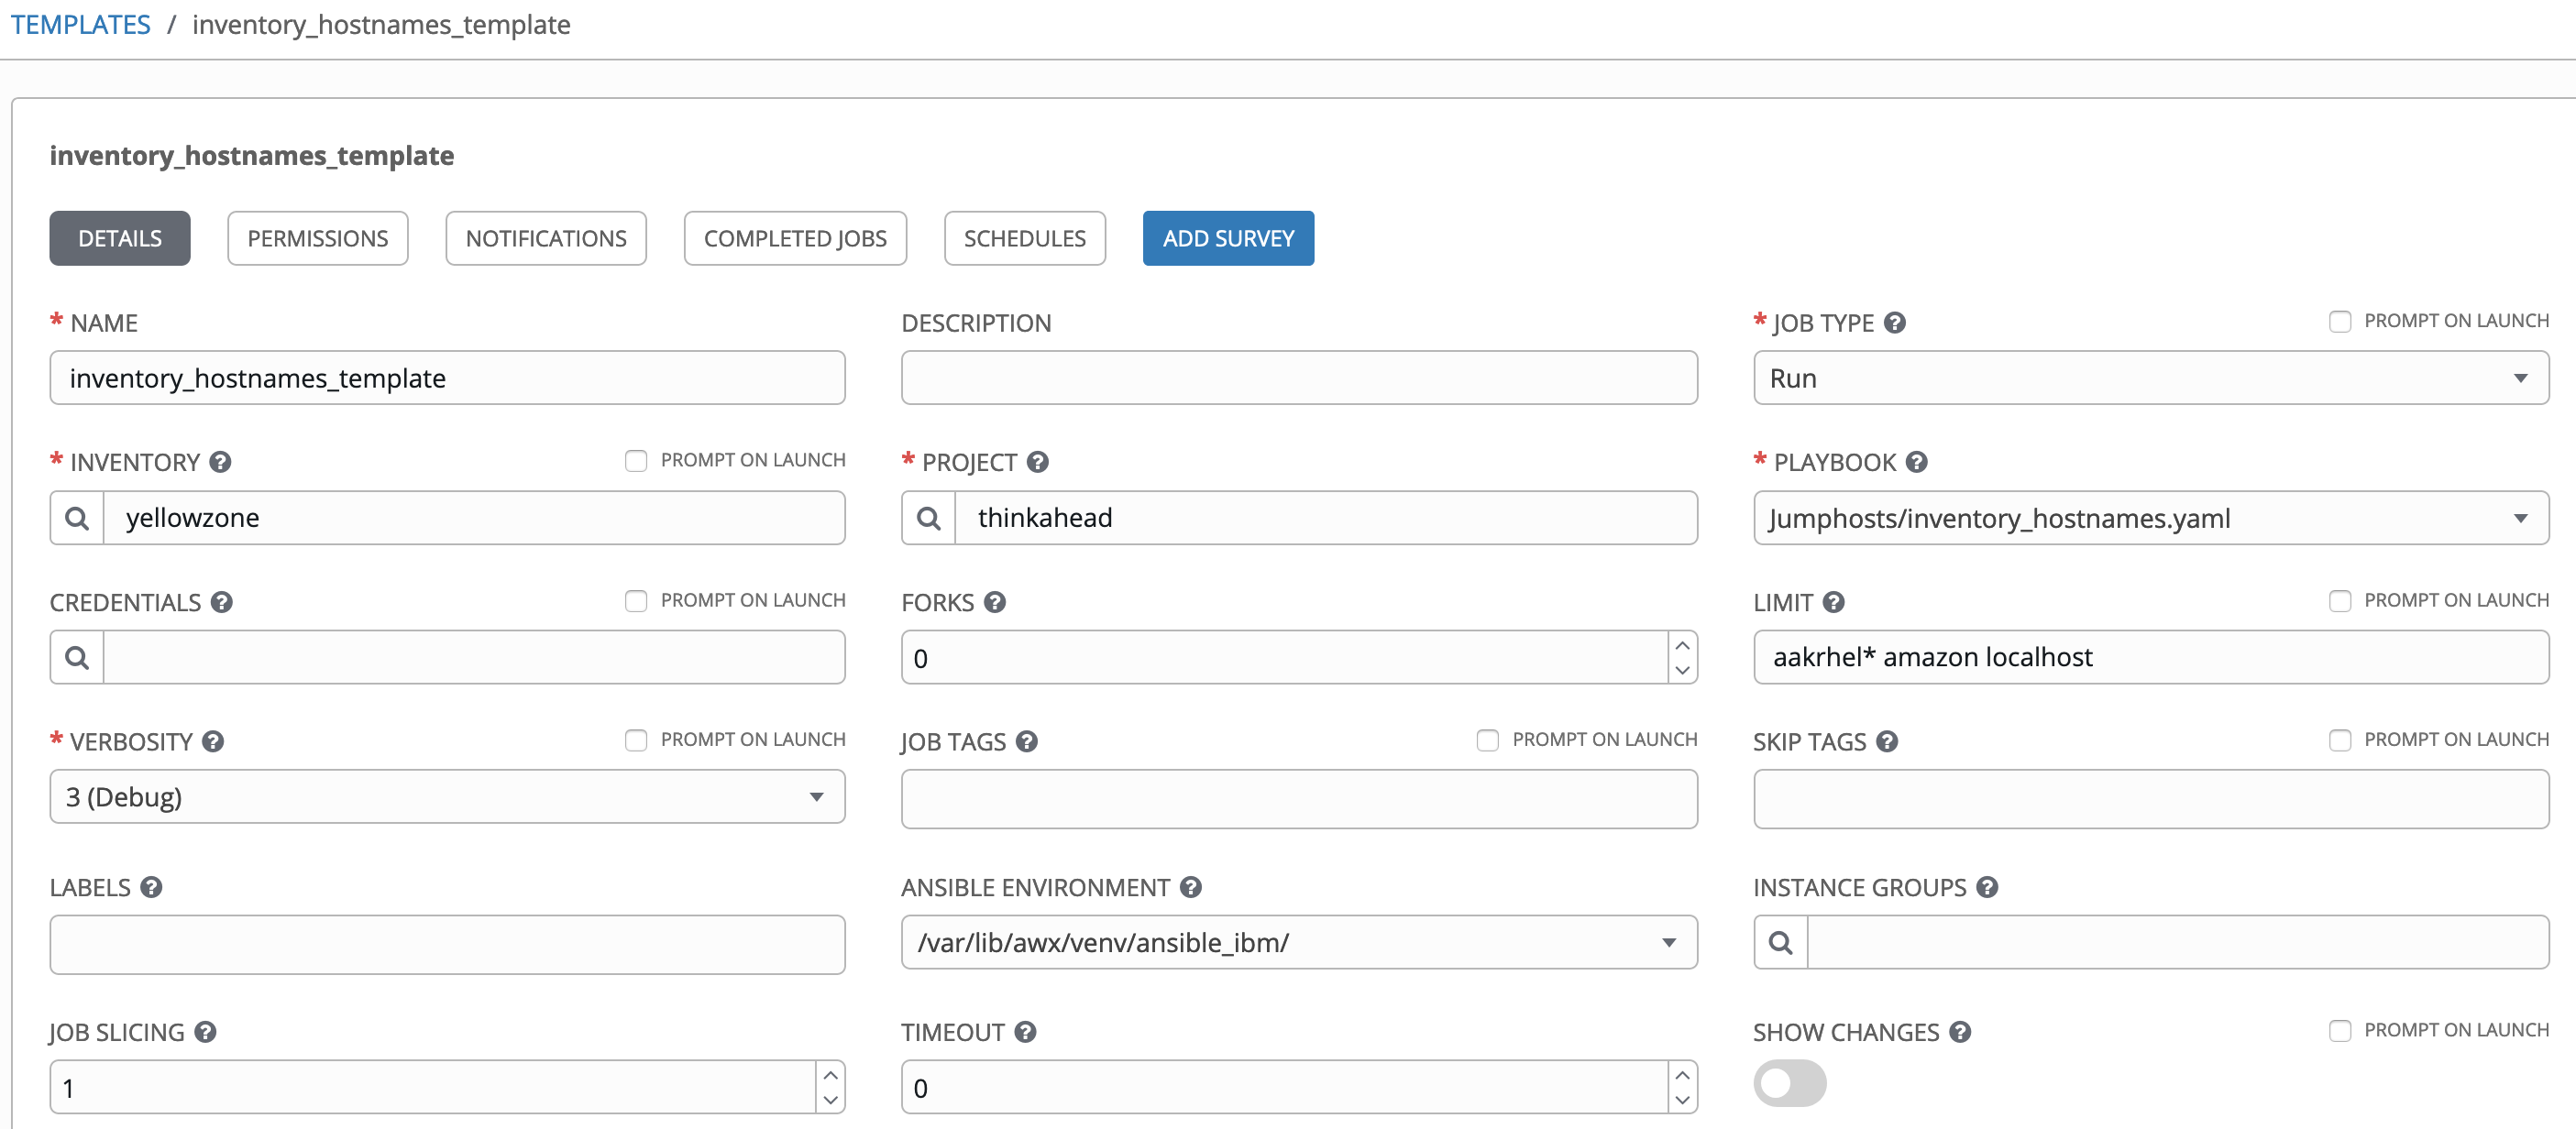 TEMPLATES / inventory_hostnames_template
inventory_hostnames_template
DETAILS PERMISSIONS NOTIFICATIONS COMPLETED JOBS SCHEDULES ADD SURVEY
* NAME DESCRIPTION * JOB TYPE ? PROMPT ON LAUNCH
inventory_hostnames_template Run
* INVENTORY ? PROMPT ON LAUNCH * PROJECT ? * PLAYBOOK ?
yellowzone thinkahead Jumphosts/inventory_hostnames.yaml
CREDENTIALS ? PROMPT ON LAUNCH FORKS ? LIMIT ? PROMPT ON LAUNCH
0 aakrhel* amazon localhost
* VERBOSITY ? PROMPT ON LAUNCH JOB TAGS ? PROMPT ON LAUNCH SKIP TAGS ? PROMPT ON LAUNCH
3 (Debug)
LABELS ? ANSIBLE ENVIRONMENT ? INSTANCE GROUPS ?
/var/lib/awx/venv/ansible_ibm/
JOB SLICING ? TIMEOUT ? SHOW CHANGES ? PROMPT ON LAUNCH
1 0